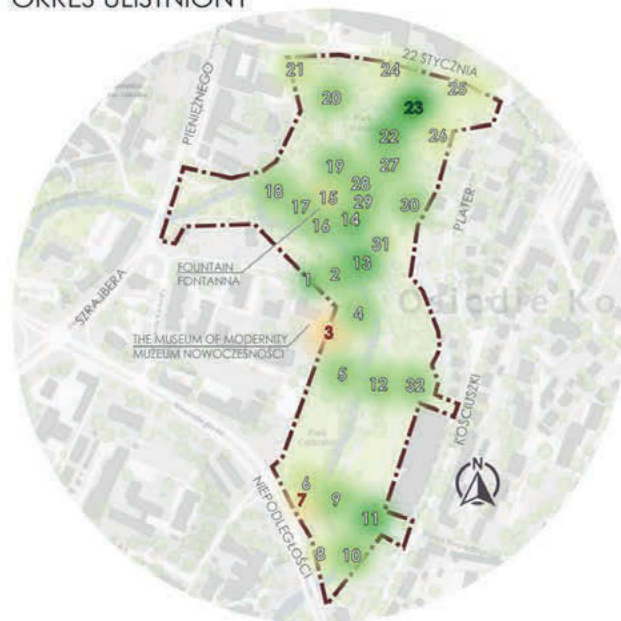 OKRES ULISTNIONY
22 STYCZNIA
21
24
25
20
23
PIENIĘŻNEGO
22
26
19
27
28
18
15
29
30
17
14
16
PLATER
31
FOUNTAIN
FONTANNA
13
1
2
SZRAJBERA
4
Osiedle Ko
THE MUSEUM OF MODERNITY
MUZEUM NOWOCZESNOŚCI
3
5
12
32
KOŚCIUSZKI
N
6
7
9
11
NIEPODLEGŁOŚCI
8
10